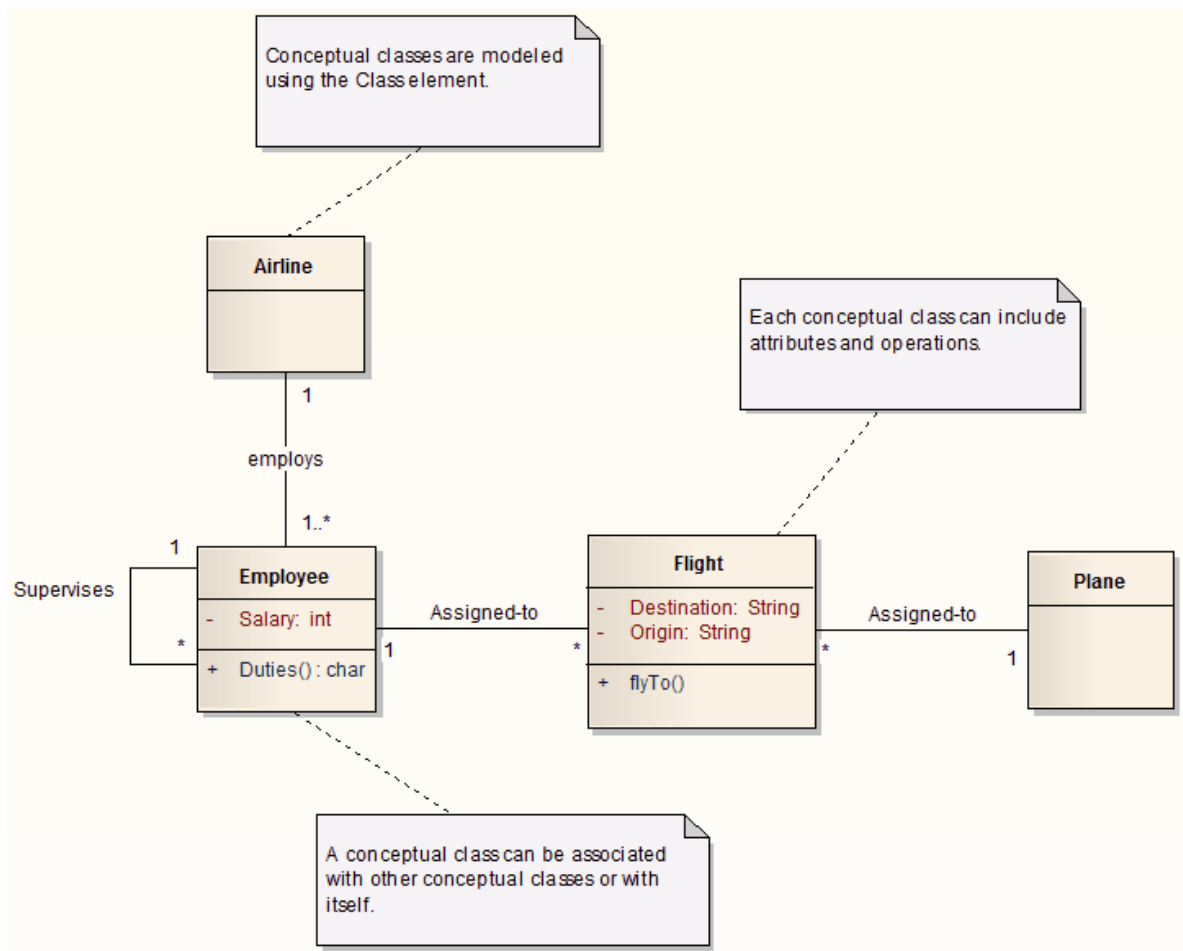 Conceptual classes are modeled
using the Class element.
Airline
1
employs
1..*
Each conceptual class can include
attributes and operations.
Supervises
1
*
Employee
- Salary: int
+ Duties() : char
Assigned-to
1
*
Flight
- Destination: String
- Origin: String
+ flyTo()
Assigned-to
*
1
Plane
A conceptual class can be associated
with other conceptual classes or with
itself.